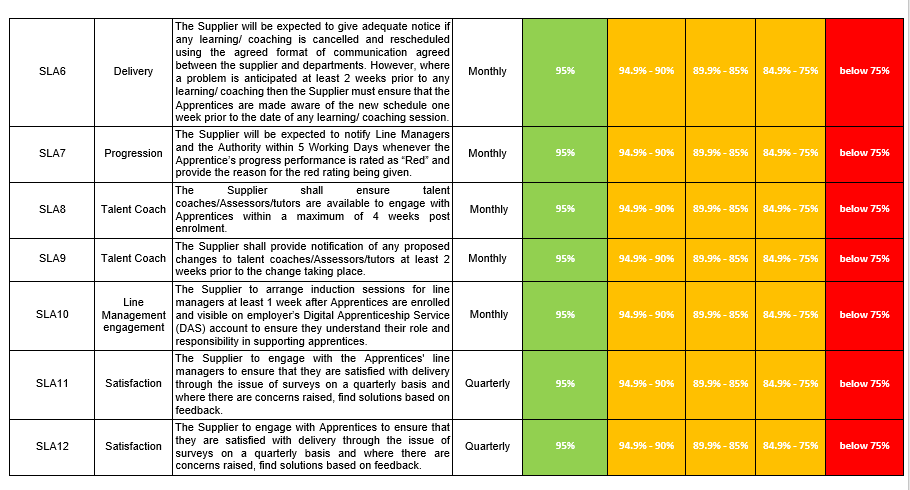 The Supplier will be expected to give adequate notice if
any learning/ coaching is cancelled and rescheduled
using the agreed format of communication agreed
between the supplier and departments. However, where
SLA6 Delivery a problem is anticipated at least 2 weeks prior to any Monthly 95% 94.9% - 90% 89.9% - 85% 84.9% - 75% below 75%
learning/ coaching then the Supplier must ensure that the
Apprentices are made aware of the new schedule one
week prior to the date of any learning/ coaching session.
The Supplier will be expected to notify Line Managers
SLA7 Progression and the Authority within 5 Working Days whenever the Monthly 95% 94.9% - 90% 89.9% - 85% 84.9% - 75% below 75%
Apprentice's progress performance is rated as “Red” and
provide the reason for the red rating being given.
The Supplier shall ensure talent
SLA8 Talent Coach coaches/Assessors/tutors are available to engage with Monthly 95% 94.9% - 90% 89.9% - 85% 84.9% - 75% below 75%
Apprentices within a maximum of 4 weeks post
enrolment.
The Supplier shall provide notification of any proposed
SLA9 Talent Coach changes to talent coaches/Assessors/tutors at least 2 Monthly 95% 94.9% - 90% 89.9% - 85% 84.9% - 75% below 75%
weeks prior to the change taking place.
The Supplier to arrange induction sessions for line
Line managers at least 1 week after Apprentices are enrolled
SLA10 Management and visible on employer's Digital Apprenticeship Service Monthly 95% 94.9% - 90% 89.9% - 85% 84.9% - 75% below 75%
engagement (DAS) account to ensure they understand their role and
responsibility in supporting apprentices.
The Supplier to engage with the Apprentices' line
managers to ensure that they are satisfied with delivery
SLA11 Satisfaction through the issue of surveys on a quarterly basis and Quarterly 95% 94.9% - 90% 89.9% - 85% 84.9% - 75% below 75%
where there are concerns raised, find solutions based on
feedback.
The Supplier to engage with Apprentices to ensure that
SLA12 Satisfaction they are satisfied with delivery through the issue of Quarterly 95% 94.9% - 90% 89.9% - 85% 84.9% - 75% below 75%
surveys on a quarterly basis and where there are
concerns raised, find solutions based on feedback.